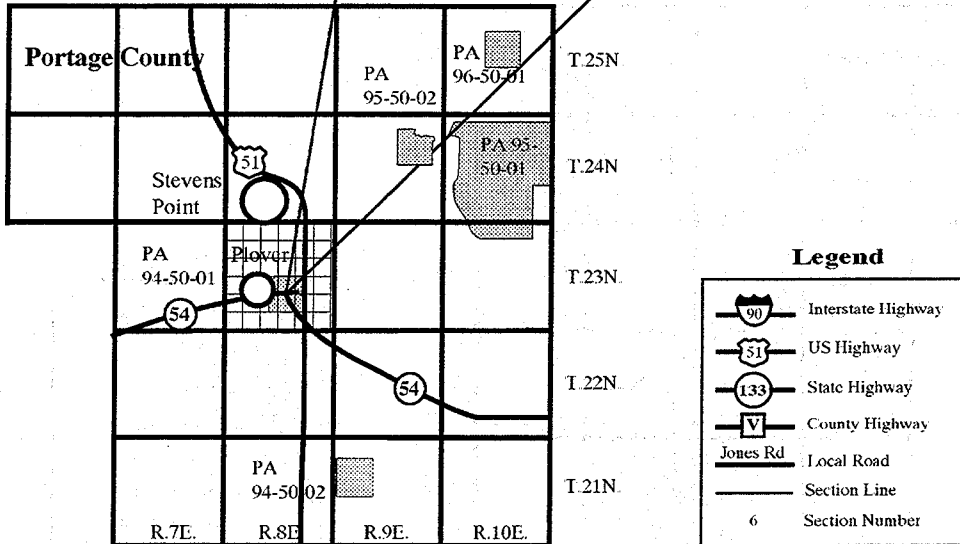 Portage County
PA
95-50-02
PA
96-50-01
T.25N
51
Stevens
Point
PA 95-
50-01
T.24N
PA
94-50-01
Plover
54
T.23N
54
T.22N
PA
94-50-02
T.21N
R.7E.
R.8E
R.9E.
R.10E.
Legend
90 Interstate Highway
51 US Highway
133 State Highway
V County Highway
Jones Rd Local Road
Section Line
6 Section Number